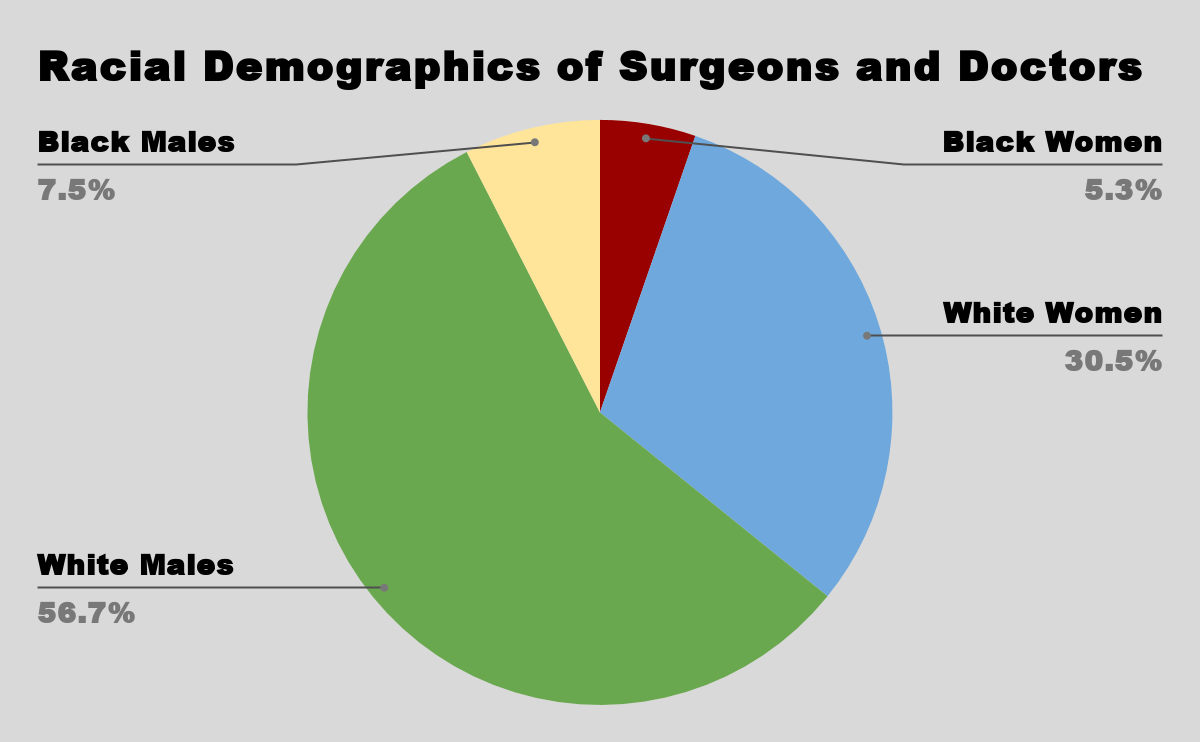 Racial Demographics of Surgeons and Doctors
Black Males
7.5%
Black Women
5.3%
White Women
30.5%
White Males
56.7%